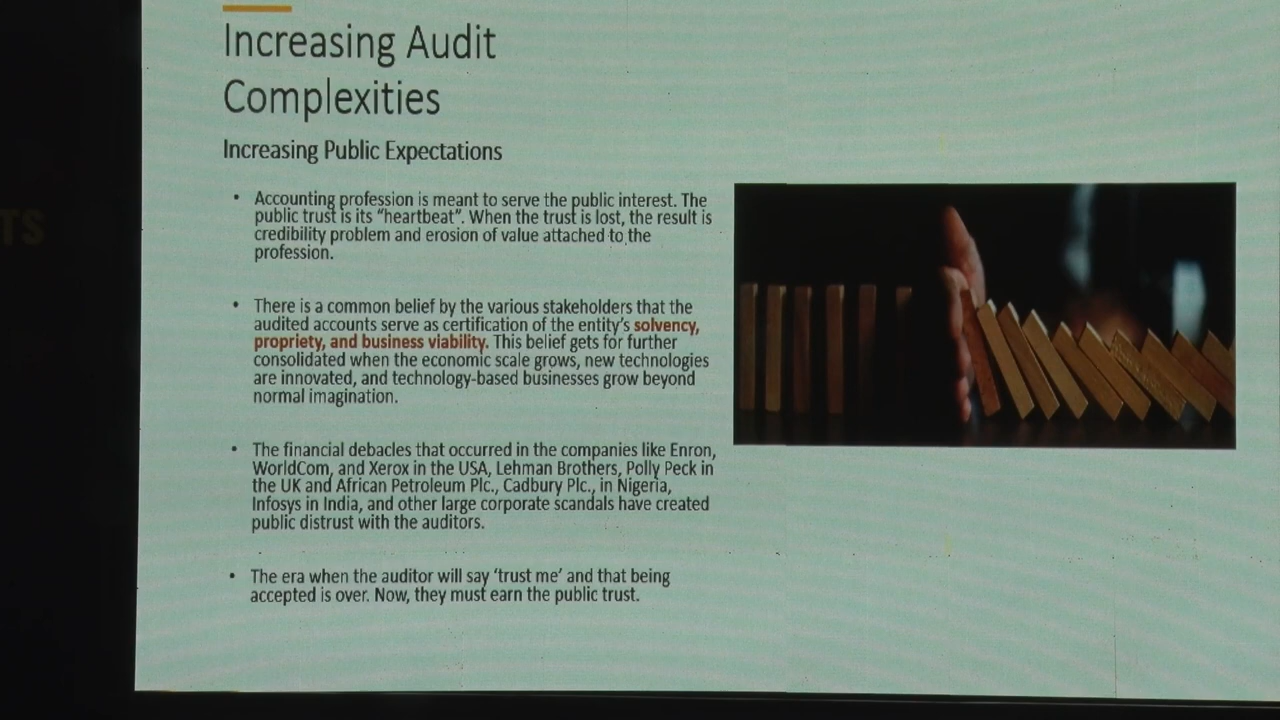 Increasing Audit
Complexities
Increasing Public Expectations
• Accounting profession is meant to serve the public interest. The
public trust is its “heartbeat”. When the trust is lost, the result is
credibility problem and erosion of value attached to the
profession.
• There is a common belief by the various stakeholders that the
audited accounts serve as certification of the entity’s solvency,
propriety, and business viability. This belief gets for further
consolidated when the economic scale grows, new technologies
are innovated, and technology-based businesses grow beyond
normal imagination.
• The financial debacles that occurred in the companies like Enron,
WorldCom, and Xerox in the USA, Lehman Brothers, Polly Peck in
the UK and African Petroleum Plc., Cadbury Plc., in Nigeria,
Infosys in India, and other large corporate scandals have created
public distrust with the auditors.
• The era when the auditor will say ‘trust me’ and that being
accepted is over. Now, they must earn the public trust.
TS